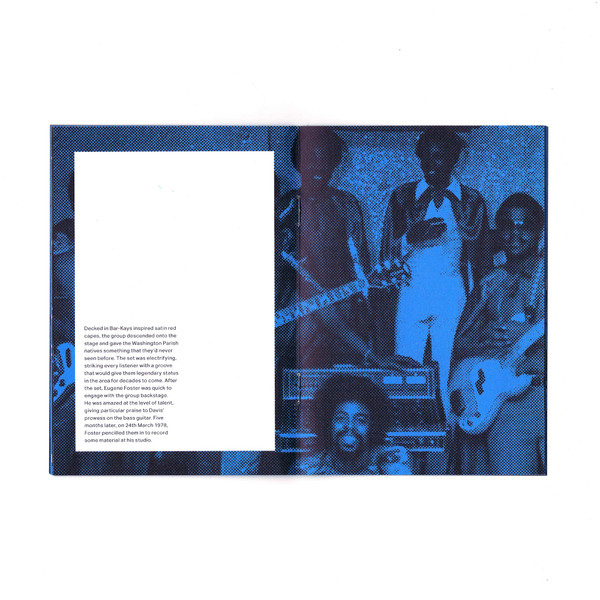 Decked in Bar-Kays inspired satin red
capes, the group descended onto the
stage and gave the Washington Parish
natives something that they'd never
seen before. The set was electrifying,
striking every listener with a groove
that would give them legendary status
in the area for decades to come. After
the set, Eugene Foster was quick to
engage with the group backstage.
He was amazed at the level of talent,
giving particular praise to Davis'
prowess on the bass guitar. Five
months later, on 24th March 1978,
Foster pencilled them in to record
some material at his studio.